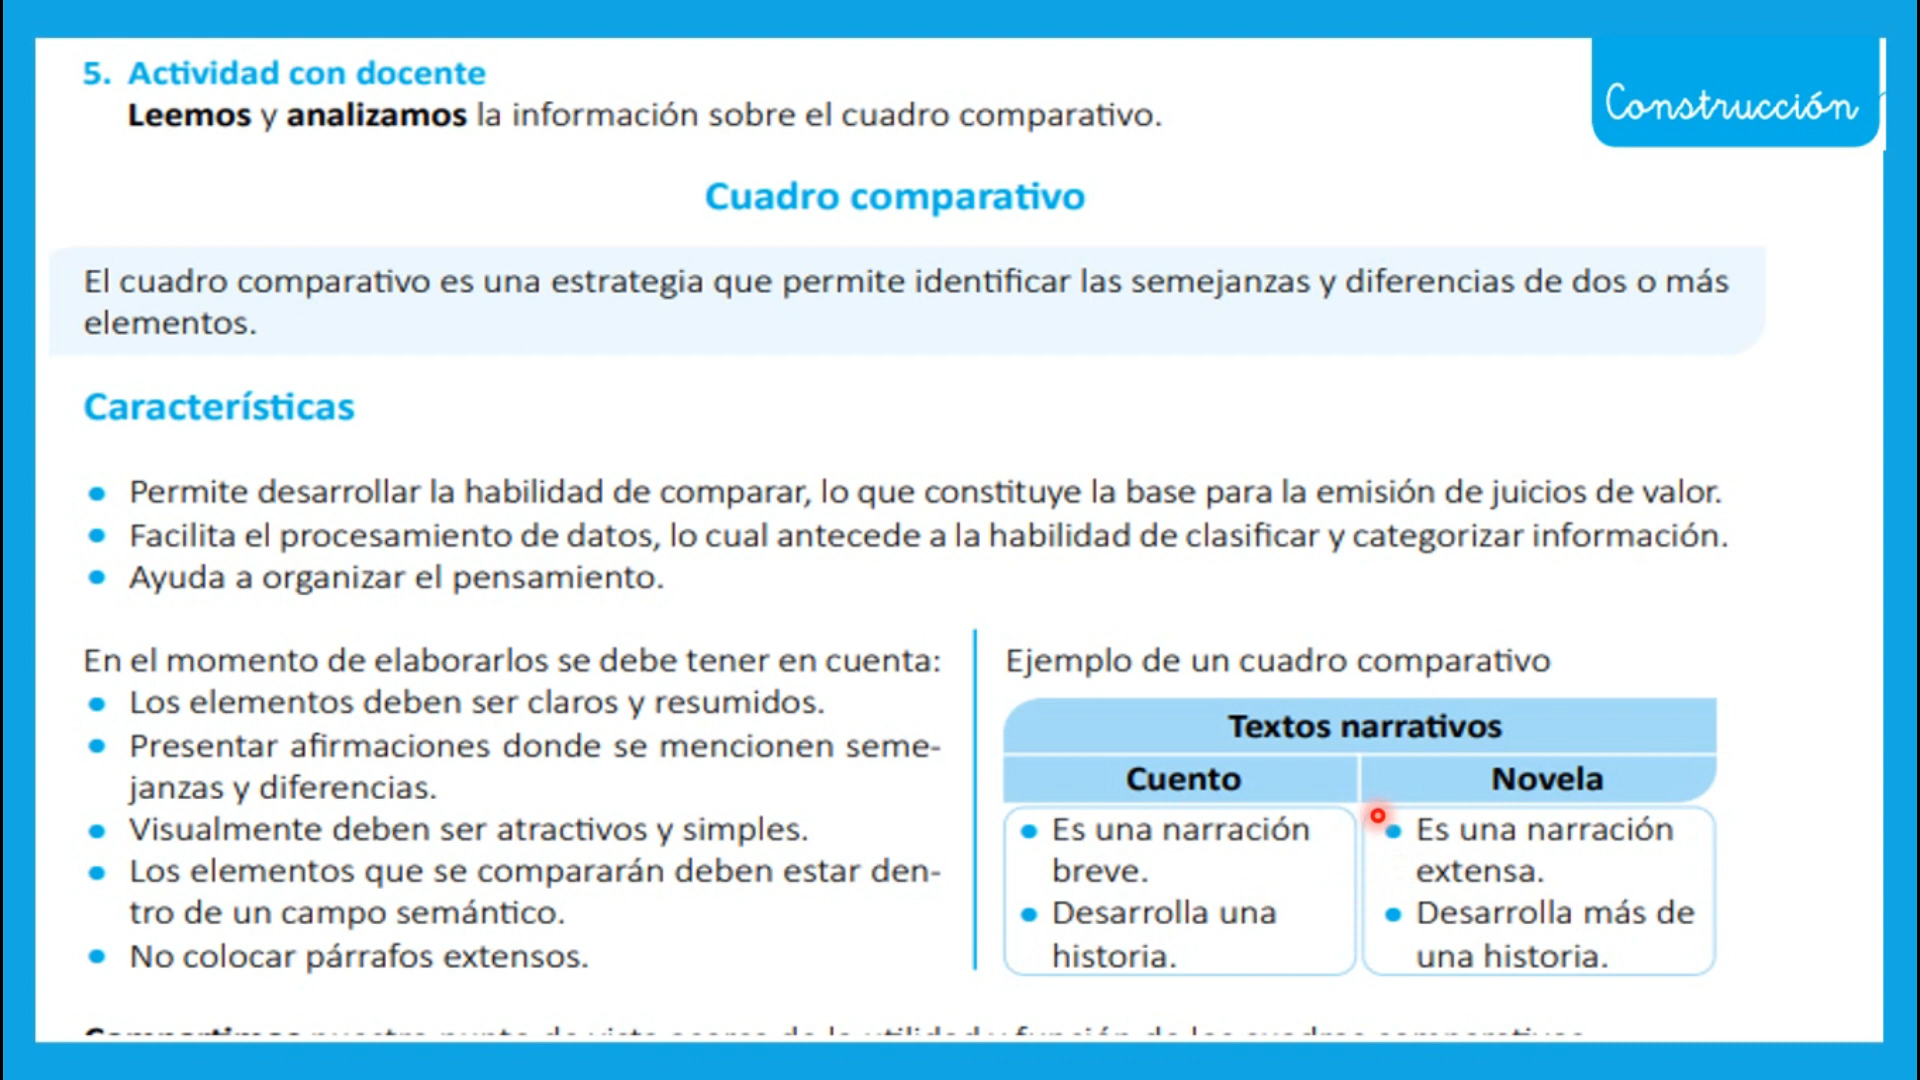 5. Actividad con docente
Leemos y analizamos la información sobre el cuadro comparativo.
Construcción
Cuadro comparativo
El cuadro comparativo es una estrategia que permite identificar las semejanzas y diferencias de dos o más
elementos.
Características
• Permite desarrollar la habilidad de comparar, lo que constituye la base para la emisión de juicios de valor.
• Facilita el procesamiento de datos, lo cual antecede a la habilidad de clasificar y categorizar información.
• Ayuda a organizar el pensamiento.
En el momento de elaborarlos se debe tener en cuenta:
• Los elementos deben ser claros y resumidos.
• Presentar afirmaciones donde se mencionen seme-
janzas y diferencias.
• Visualmente deben ser atractivos y simples.
• Los elementos que se compararán deben estar den-
tro de un campo semántico.
• No colocar párrafos extensos.
Ejemplo de un cuadro comparativo
Textos narrativos
Cuento
• Es una narración
breve.
• Desarrolla una
historia.
Novela
• Es una narración
extensa.
• Desarrolla más de
una historia.